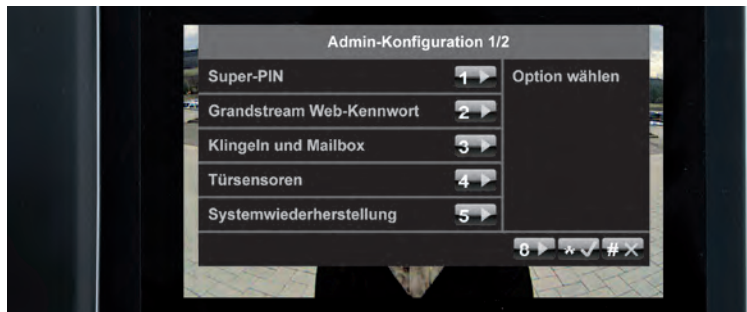 Admin-Konfiguration 1/2
Super-PIN 1 Option wählen
Grandstream Web-Kennwort 2
Klingeln und Mailbox 3
Türsensoren 4
Systemwiederherstellung 5
8 * #